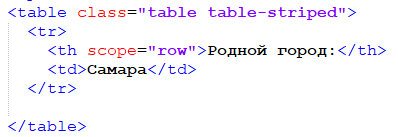 <table class="table table-striped">
<tr>
<th scope="row">Родной город:</th>
<td>Самара</td>
</tr>
</table>